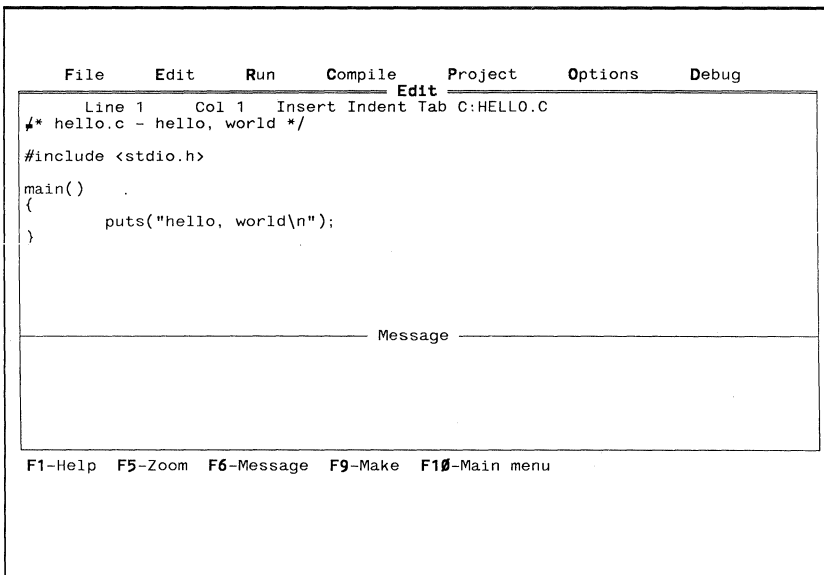 File Edit Run Compile Project Options Debug
Edit
Line 1 Col 1 Insert Indent Tab C:HELLO.C
/* hello.c - hello, world */
#include <stdio.h>
main()
{
puts("hello, world\n");
}
Message
F1-Help F5-Zoom F6-Message F9-Make F10-Main menu